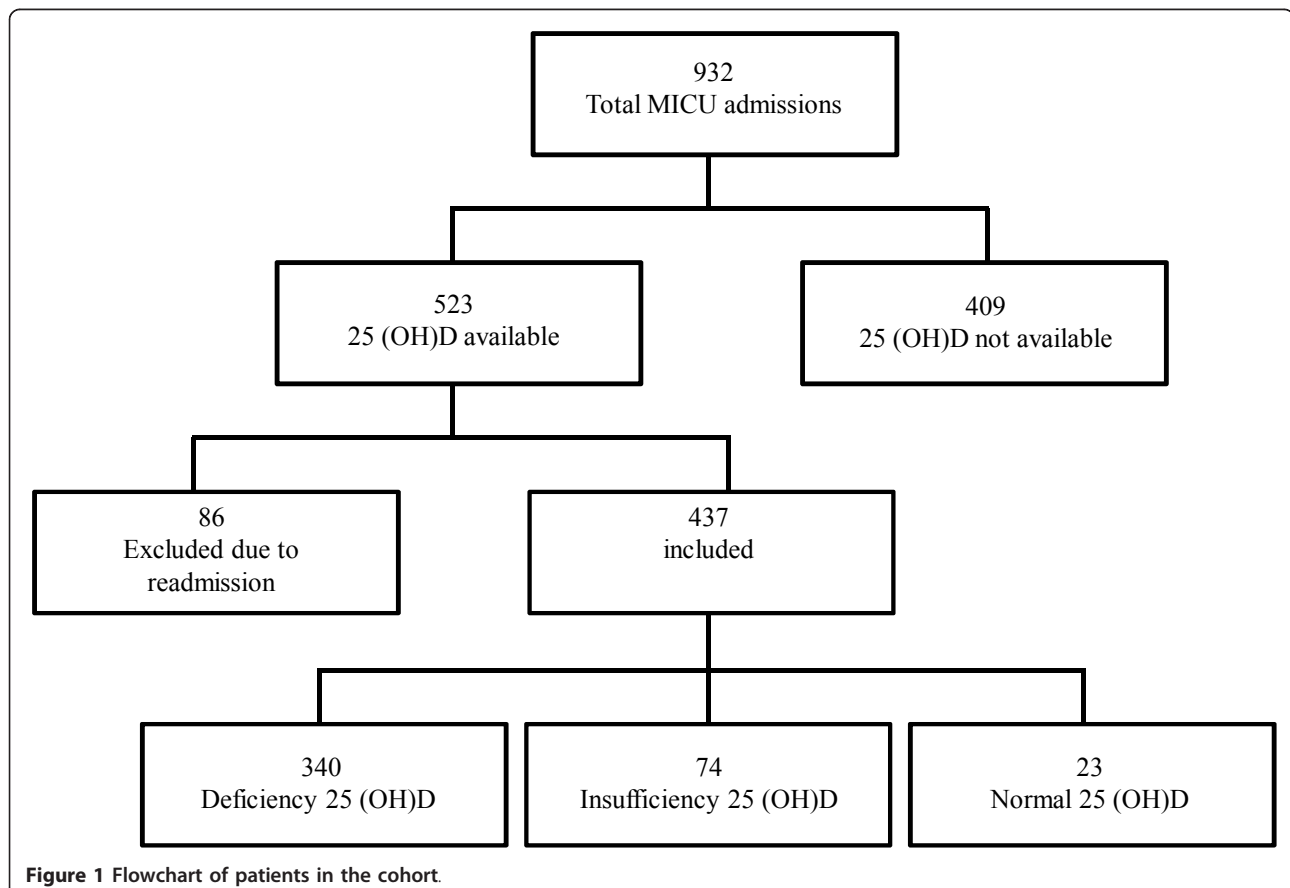 932
Total MICU admissions
523
25 (OH)D available
409
25 (OH)D not available
86
Excluded due to
readmission
437
included
340
Deficiency 25 (OH)D
74
Insufficiency 25 (OH)D
23
Normal 25 (OH)D
Figure 1 Flowchart of patients in the cohort.